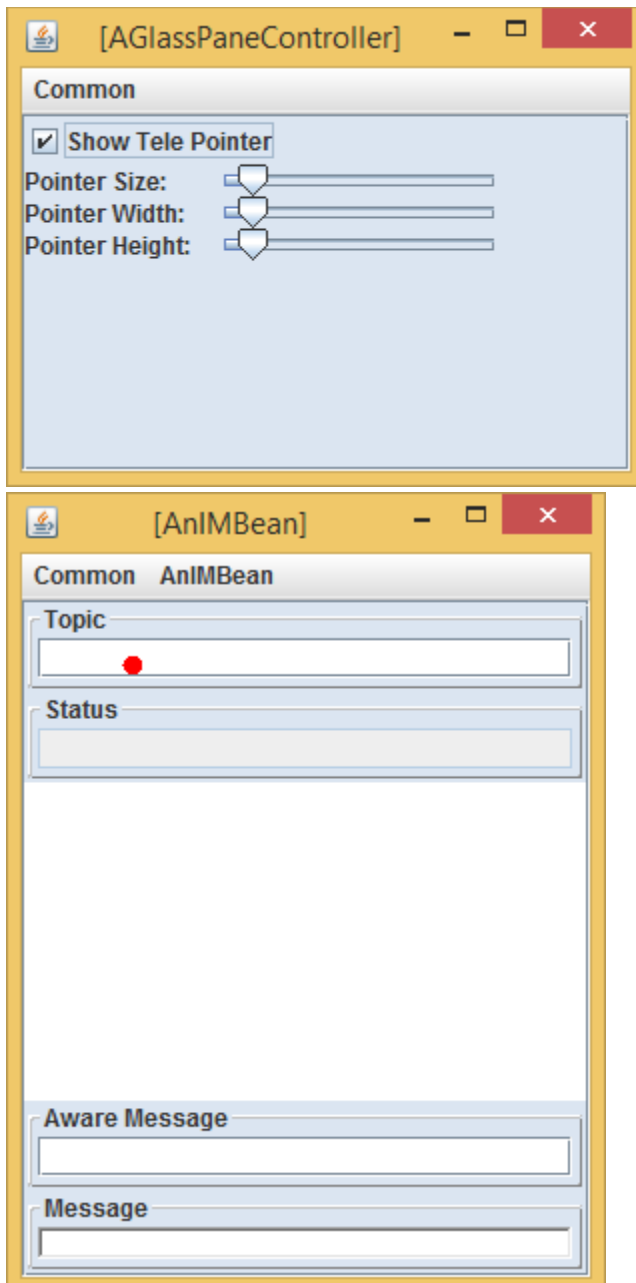 [AGlassPaneController]
Common
Show Tele Pointer
Pointer Size:
Pointer Width:
Pointer Height:
[AnIMBean]
Common AnIMBean
Topic
Status
Aware Message
Message